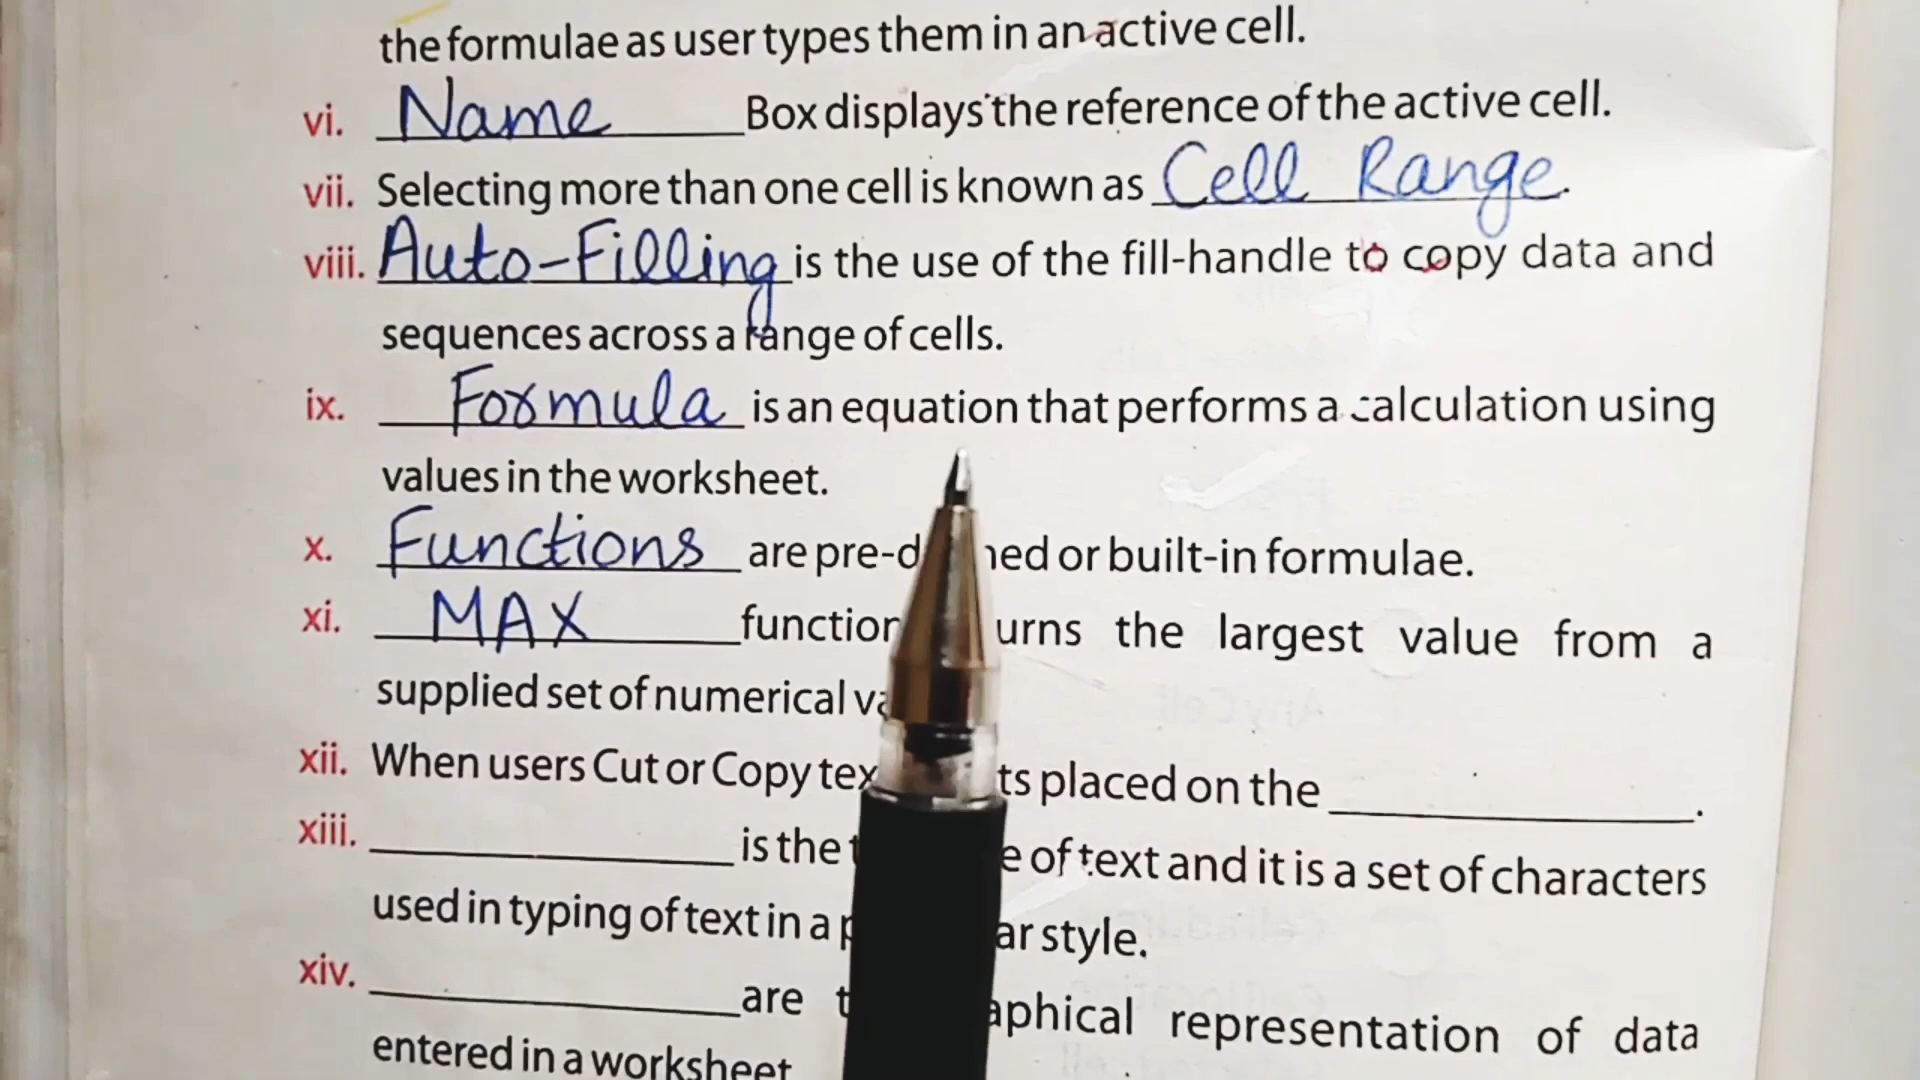 the formulae as user types them in an active cell.
vi. Name Box displays the reference of the active cell.
vii. Selecting more than one cell is known as Cell Range.
viii. Auto-Filling is the use of the fill-handle to copy data and
sequences across a range of cells.
ix. Formula is an equation that performs a calculation using
values in the worksheet.
x. Functions are pre-d ned or built-in formulae.
xi. MAX function urns the largest value from a
supplied set of numerical
xii. When users Cut or Copy ts placed on the .
xiii. is the of text and it is a set of characters
used in typing of text in a ar style.
xiv. are aphical representation of data
entered in a worksheet